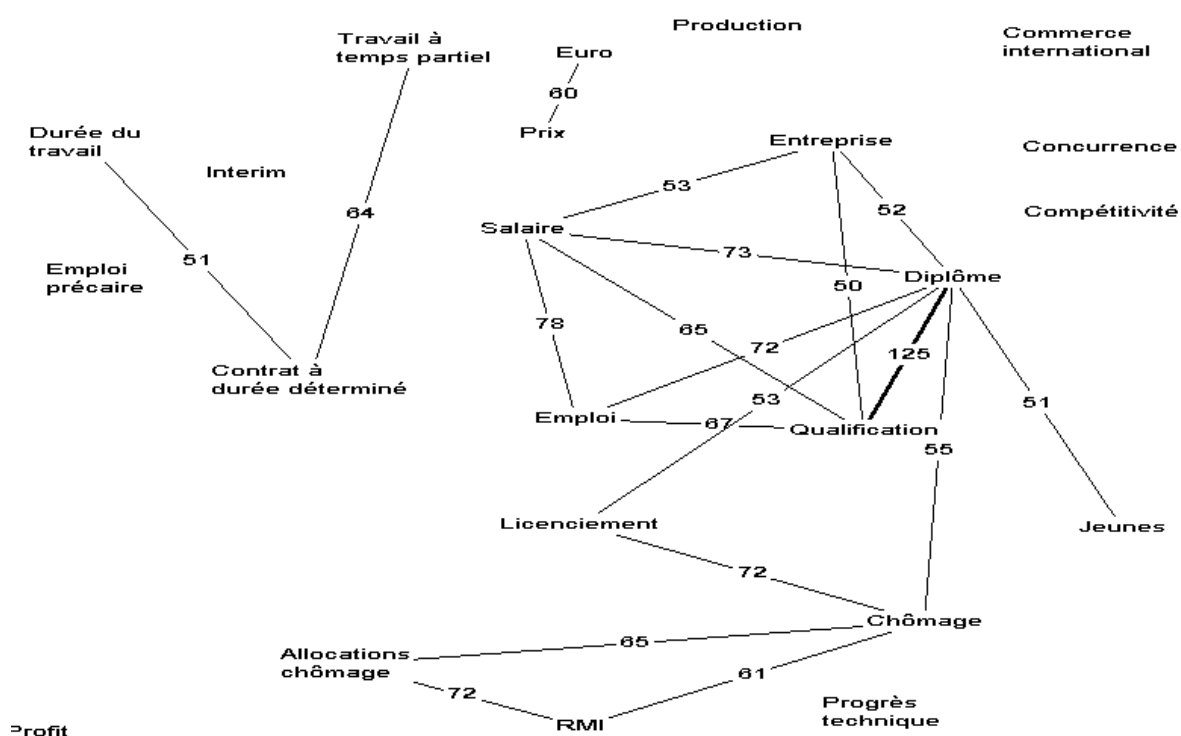 Production
Commerce
international
Travail à
temps partiel
Euro
60
Prix
Durée du
travail
Entreprise
Concurrence
Interim
53
64
52
Compétitivité
Salaire
73
51
Emploi
précaire
Diplôme
50
78
65
72
125
Contrat à
durée déterminé
53
51
Emploi
67
Qualification
55
Licenciement
Jeunes
72
Chômage
65
Allocations
chômage
61
72
Progrès
technique
RMI
Profit